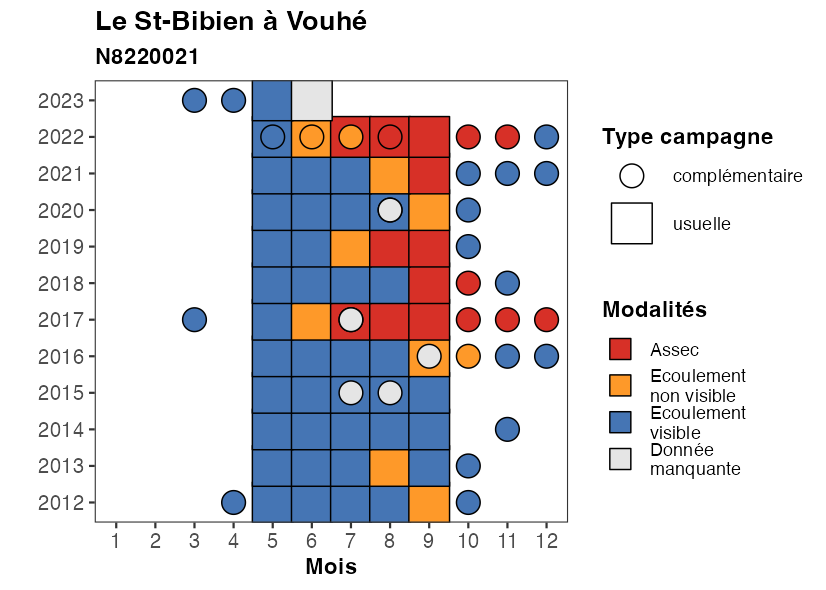 Le St-Bibien à Vouhé
N8220021
2023
2022
2021
2020
2019
2018
2017
2016
2015
2014
2013
2012
1 2 3 4 5 6 7 8 9 10 11 12
Mois
Type campagne
complémentaire
usuelle
Modalités
Assec
Ecoulement
non visible
Ecoulement
visible
Donnée
manquante